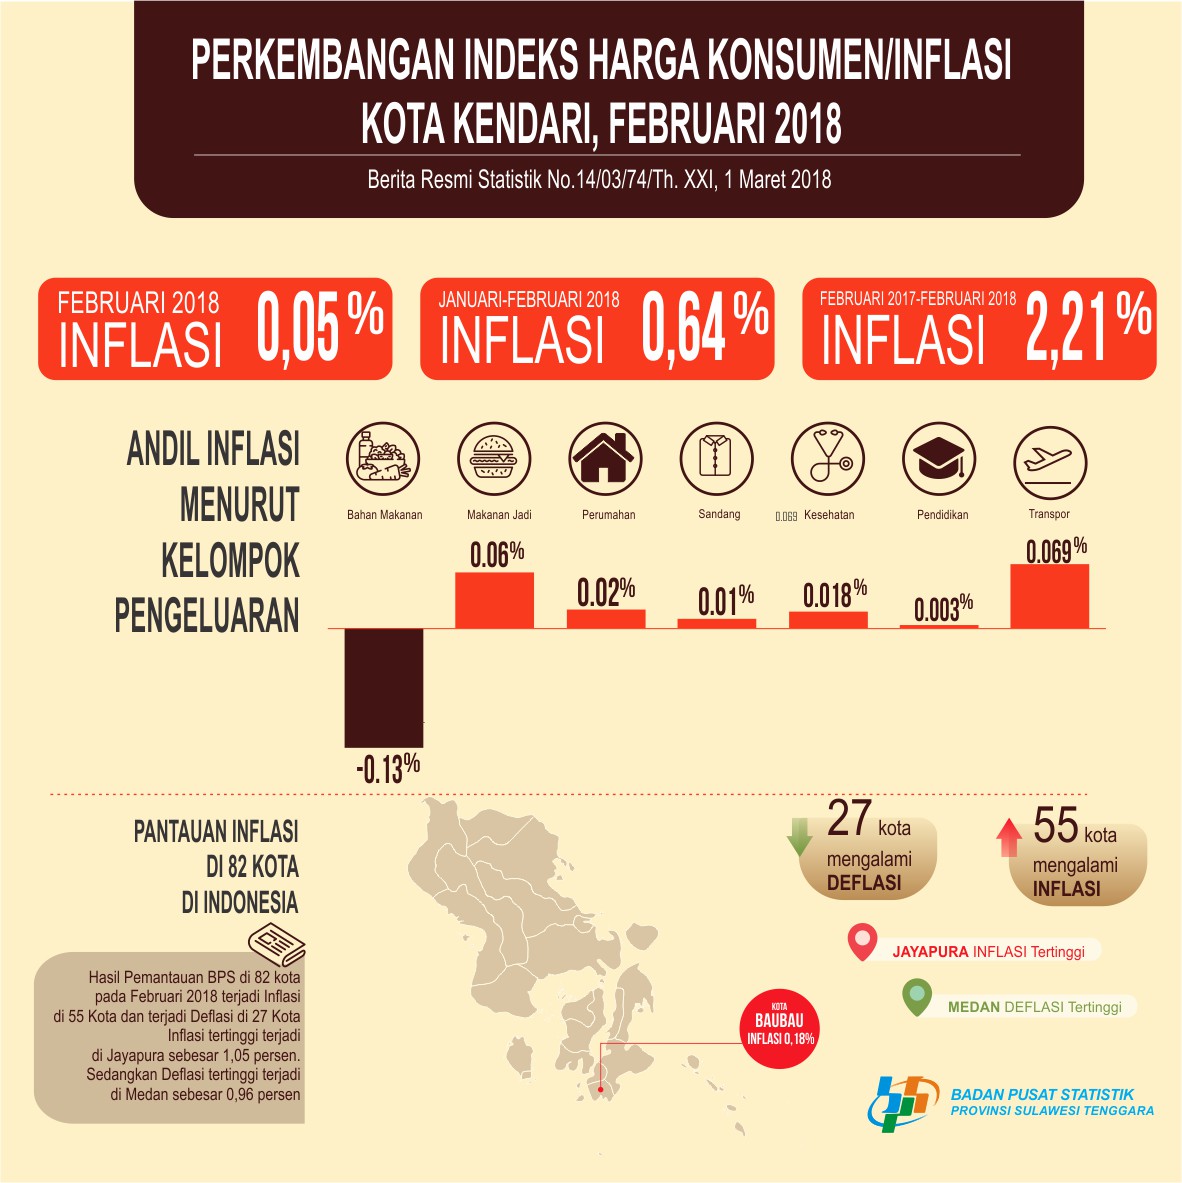 PERKEMBANGAN INDEKS HARGA KONSUMEN/INFLASI
KOTA KENDARI, FEBRUARI 2018
Berita Resmi Statistik No.14/03/74/Th. XXI, 1 Maret 2018
FEBRUARI 2018
INFLASI
0,05 %
JANUARI-FEBRUARI 2018
INFLASI
0,64 %
FEBRUARI 2017-FEBRUARI 2018
INFLASI
2,21 %
ANDIL INFLASI
MENURUT
KELOMPOK
PENGELUARAN
Bahan Makanan
Makanan Jadi
Perumahan
Sandang
0.069
Kesehatan
Pendidikan
Transpor
-0.13%
0.06%
0.02%
0.01%
0.018%
0.003%
0.069%
PANTAUAN INFLASI
DI 82 KOTA
DI INDONESIA
Hasil Pemantauan BPS di 82 kota
pada Februari 2018 terjadi Inflasi
di 55 Kota dan terjadi Deflasi di 27 Kota
Inflasi tertinggi terjadi
di Jayapura sebesar 1,05 persen.
Sedangkan Deflasi tertinggi terjadi
di Medan sebesar 0,96 persen
KOTA
BAUBAU
INFLASI 0,18%
27 kota
mengalami
DEFLASI
55 kota
mengalami
INFLASI
JAYAPURA INFLASI Tertinggi
MEDAN DEFLASI Tertinggi
BADAN PUSAT STATISTIK
PROVINSI SULAWESI TENGGARA